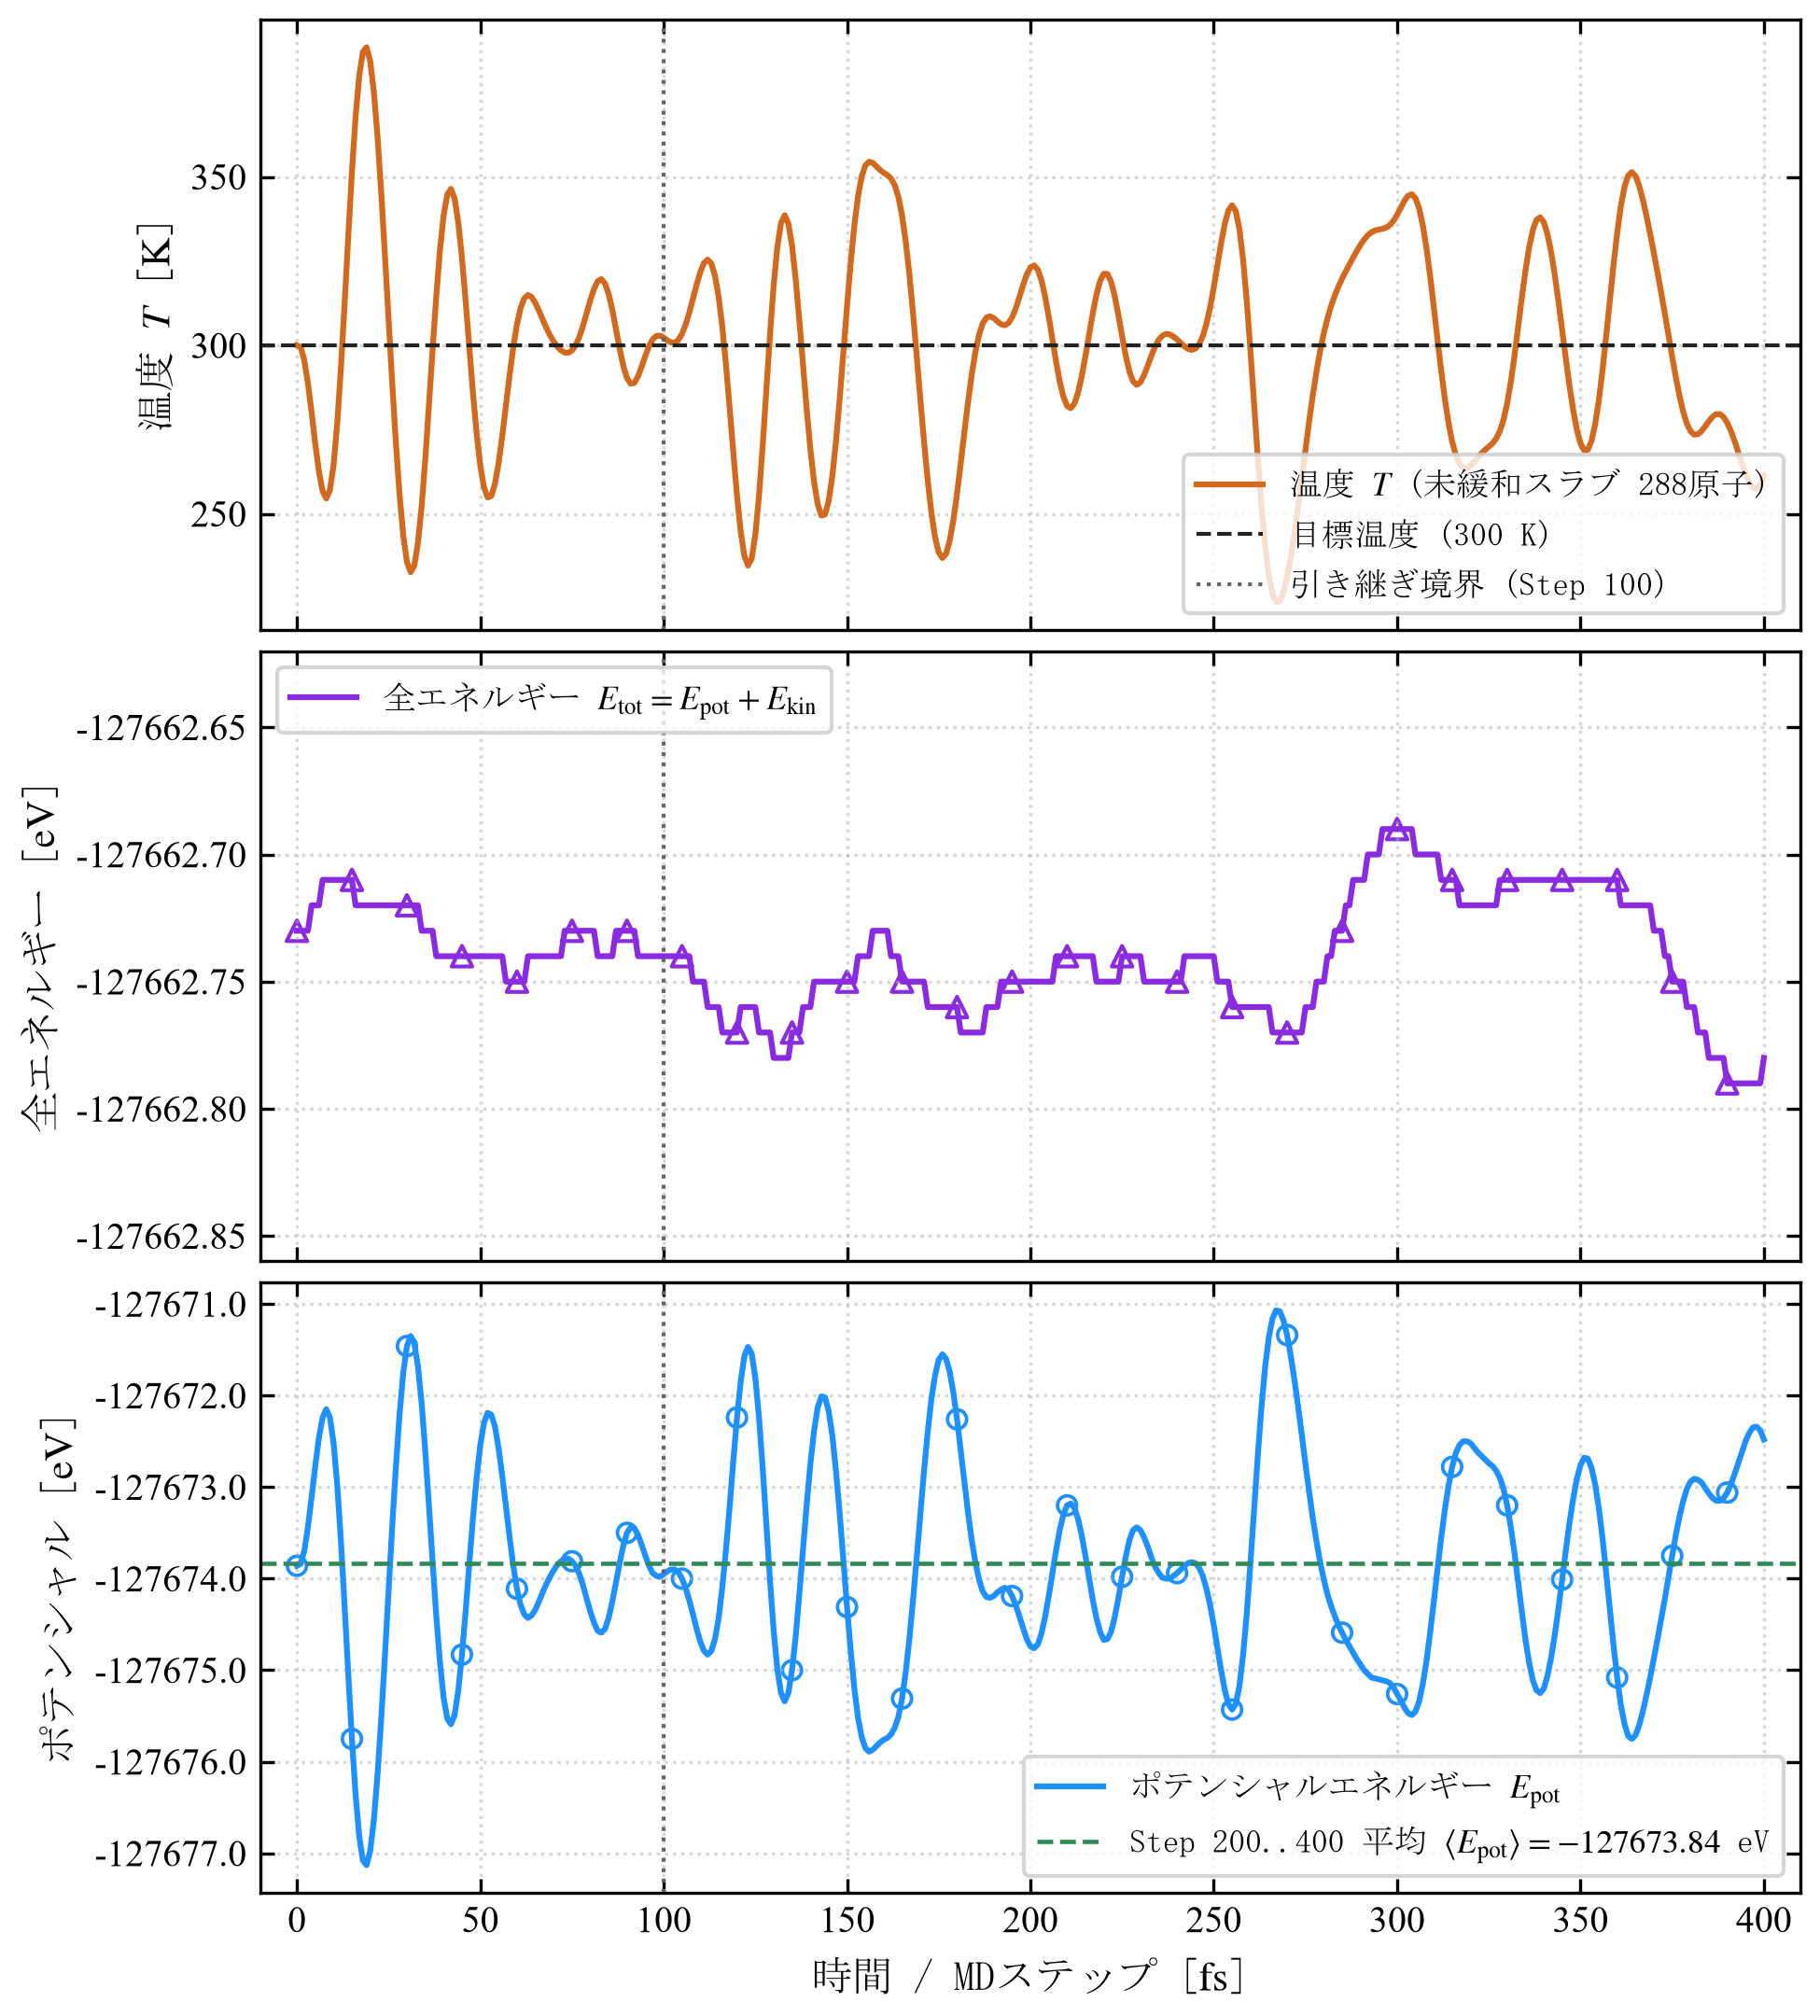 350
300
250
温度 T [K]
温度 T (未緩和スラブ 288原子)
目標温度 (300 K)
引き継ぎ境界 (Step 100)
全エネルギー E_tot = E_pot + E_kin
-127662.65
-127662.70
-127662.75
-127662.80
-127662.85
全エネルギー [eV]
-127671.0
-127672.0
-127673.0
-127674.0
-127675.0
-127676.0
-127677.0
ポテンシャル [eV]
ポテンシャルエネルギー E_pot
Step 200..400 平均 ⟨E_pot⟩ = −127673.84 eV
0 50 100 150 200 250 300 350 400
時間 / MDステップ [fs]